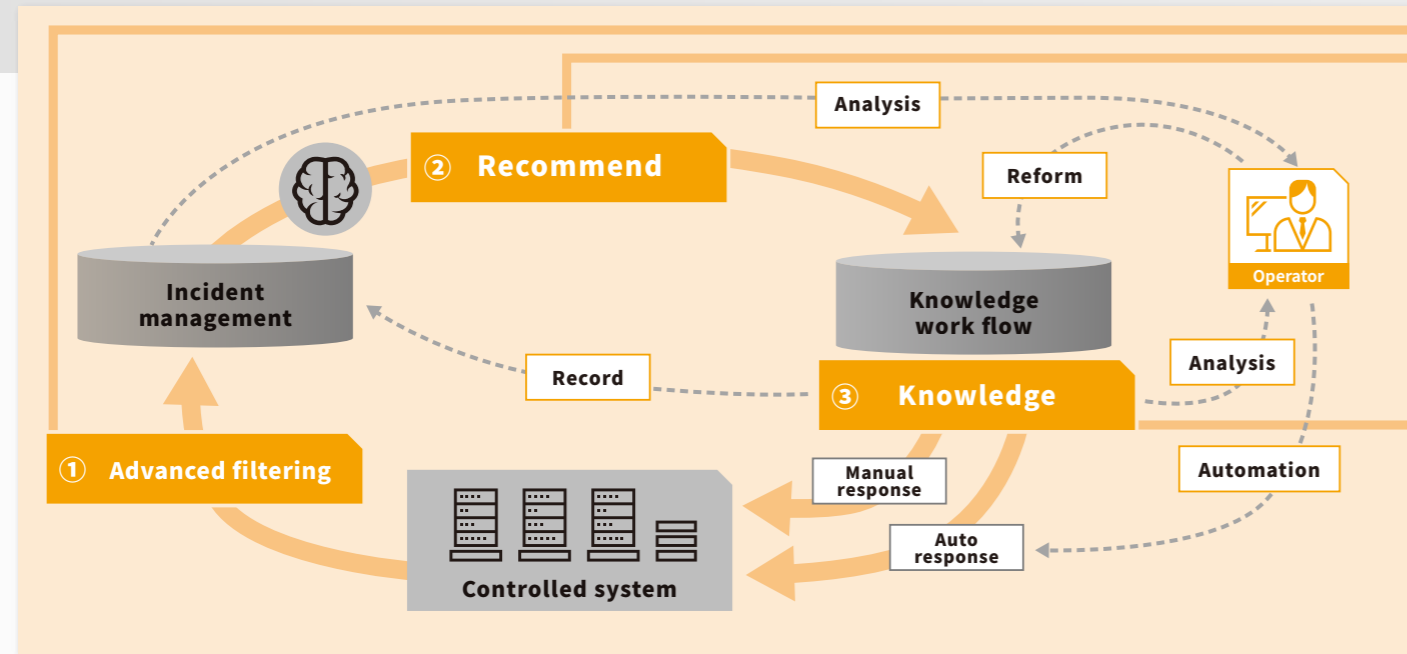 Analysis
② Recommend
Reform
Operator
Incident
management
Knowledge
work flow
Record
Analysis
③ Knowledge
① Advanced filtering
Manual
response
Automation
Auto
response
Controlled system